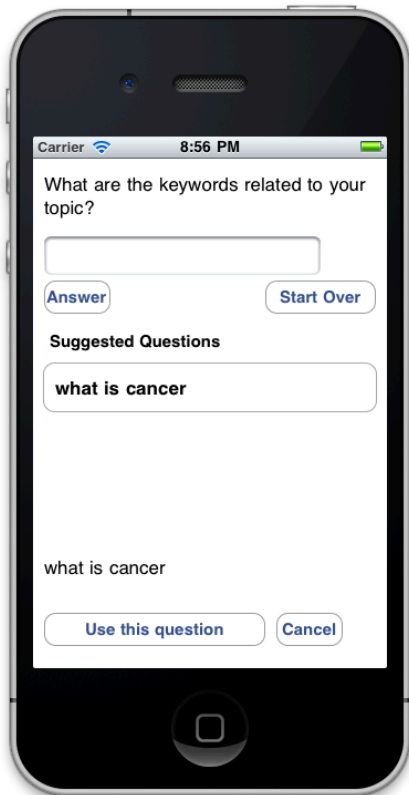 Carrier 8:56 PM
What are the keywords related to your
topic?
Answer Start Over
Suggested Questions
what is cancer
what is cancer
Use this question Cancel